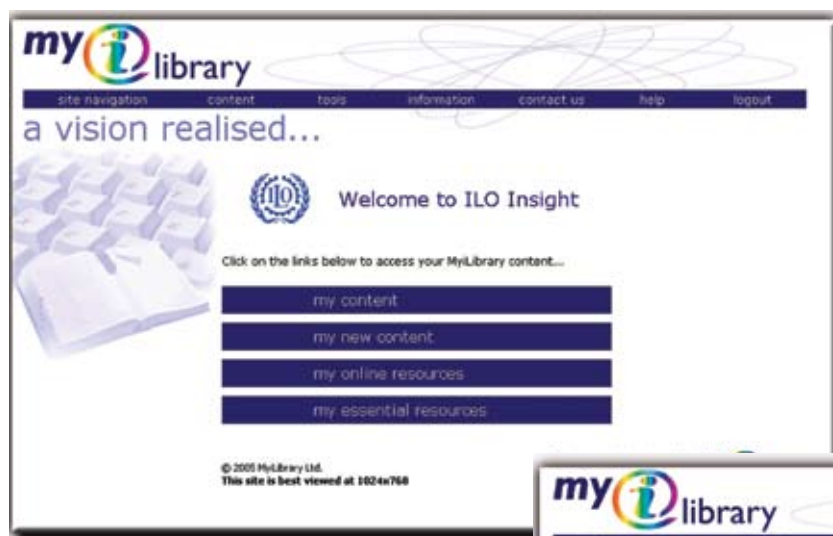 my i library
site navigation content tools information contact us help logout
a vision realised...
ILO
Welcome to ILO Insight
Click on the links below to access your MyiLibrary content...
my content
my new content
my online resources
my essential resources
© 2005 MyiLibrary Ltd.
This site is best viewed at 1024x768
my i library